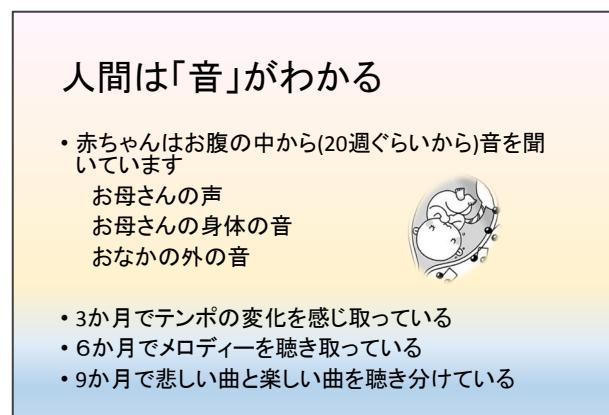 人間は「音」がわかる
• 赤ちゃんはお腹の中から(20週ぐらいから)音を聞
いています
お母さんの声
お母さんの身体の音
おなかの外の音
• 3か月でテンポの変化を感じ取っている
• ６か月でメロディーを聴き取っている
• 9か月で悲しい曲と楽しい曲を聴き分けている